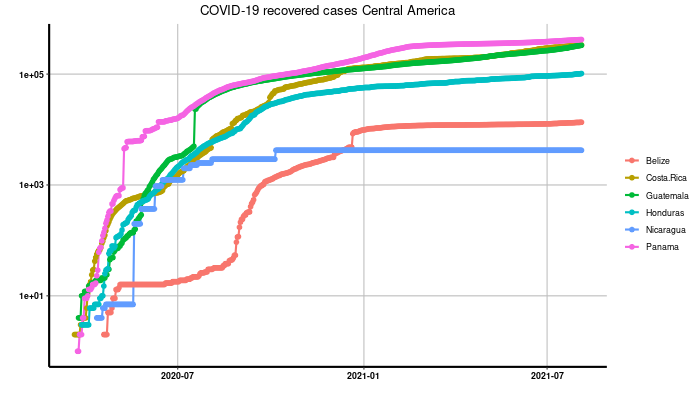 COVID-19 recovered cases Central America
1e+05
1e+03
1e+01
2020-07
2021-01
2021-07
Belize
Costa.Rica
Guatemala
Honduras
Nicaragua
Panama